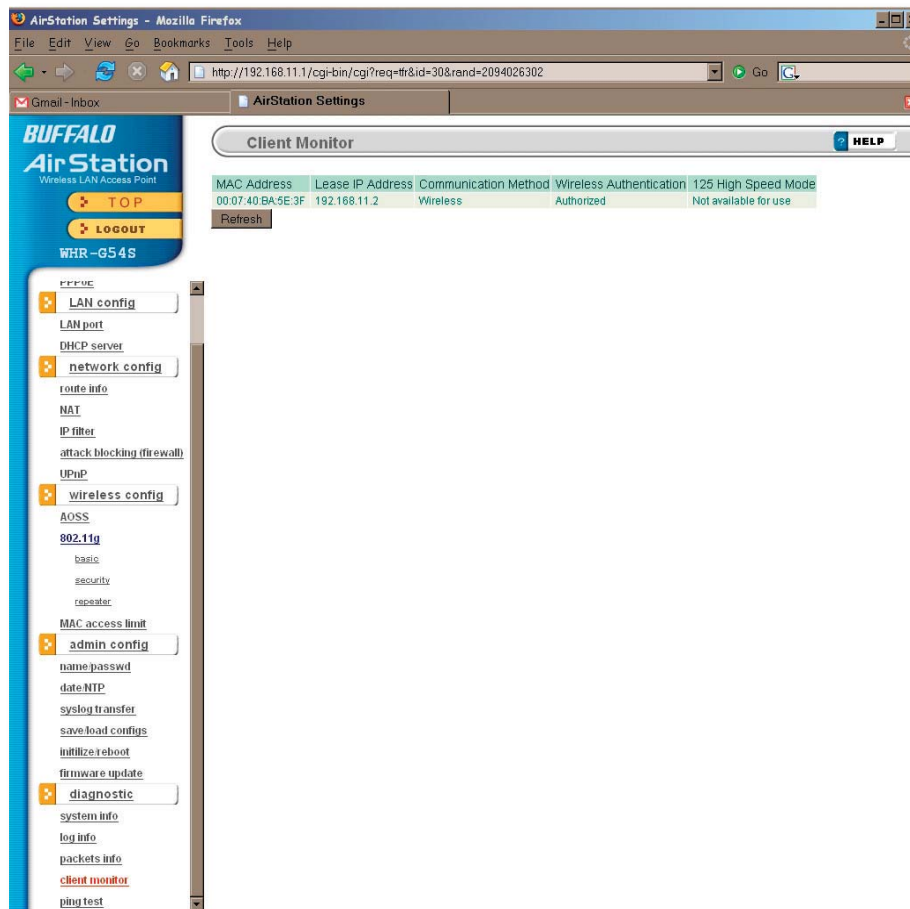 AirStation Settings - Mozilla Firefox
File Edit View Go Bookmarks Tools Help
http://192.168.11.1/cgi-bin/cgi?req=tfr&id=30&rand=2094026302 Go G
Gmail - Inbox AirStation Settings
BUFFALO
AirStation
Wireless LAN Access Point
TOP
LOGOUT
WHR-G54S
PPPoE
LAN config
LAN port
DHCP server
network config
route info
NAT
IP filter
attack blocking (firewall)
UPnP
wireless config
AOSS
802.11g
basic
security
repeater
MAC access limit
admin config
name/passwd
date/NTP
syslog transfer
save/load configs
initilize/reboot
firmware update
diagnostic
system info
log info
packets info
client monitor
ping test
Client Monitor
? HELP
MAC Address Lease IP Address Communication Method Wireless Authentication 125 High Speed Mode
00:07:40:BA:5E:3F 192.168.11.2 Wireless Authorized Not available for use
Refresh